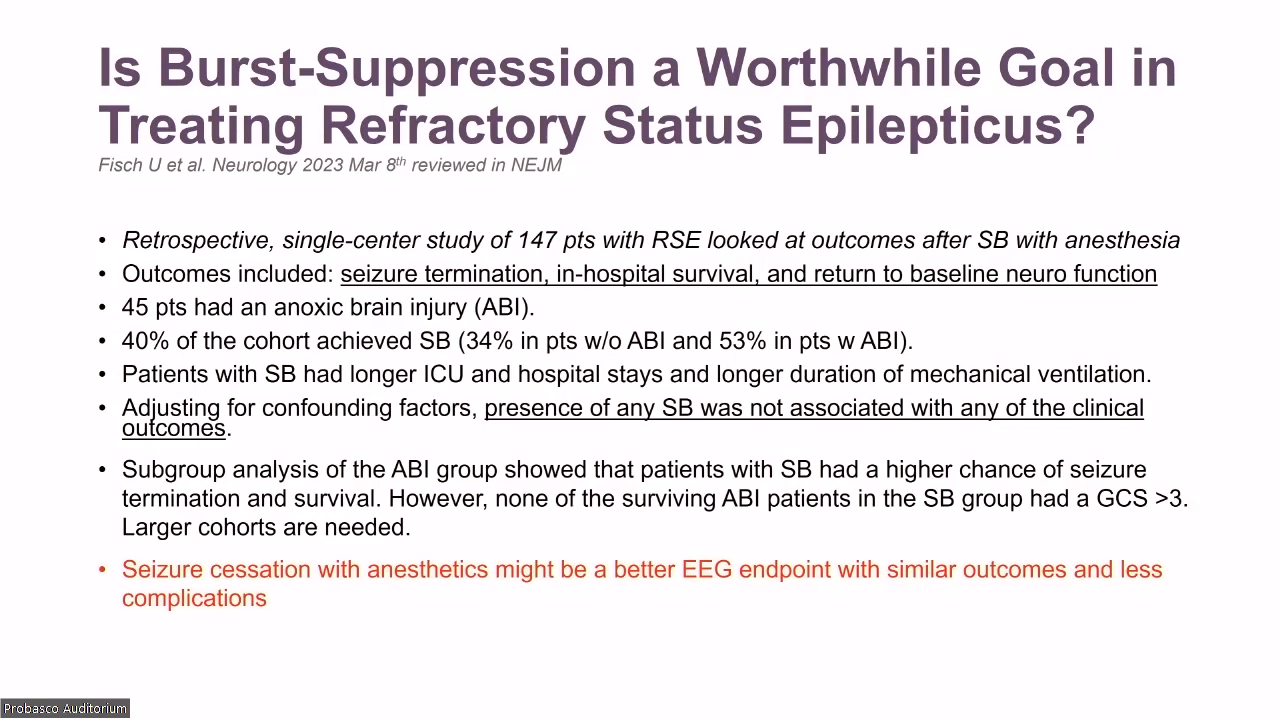 Is Burst-Suppression a Worthwhile Goal in
Treating Refractory Status Epilepticus?
Fisch U et al. Neurology 2023 Mar 8th reviewed in NEJM
• Retrospective, single-center study of 147 pts with RSE looked at outcomes after SB with anesthesia
• Outcomes included: seizure termination, in-hospital survival, and return to baseline neuro function
• 45 pts had an anoxic brain injury (ABI).
• 40% of the cohort achieved SB (34% in pts w/o ABI and 53% in pts w ABI).
• Patients with SB had longer ICU and hospital stays and longer duration of mechanical ventilation.
• Adjusting for confounding factors, presence of any SB was not associated with any of the clinical
outcomes.
• Subgroup analysis of the ABI group showed that patients with SB had a higher chance of seizure
termination and survival. However, none of the surviving ABI patients in the SB group had a GCS >3.
Larger cohorts are needed.
• Seizure cessation with anesthetics might be a better EEG endpoint with similar outcomes and less
complications
Probasco Auditorium